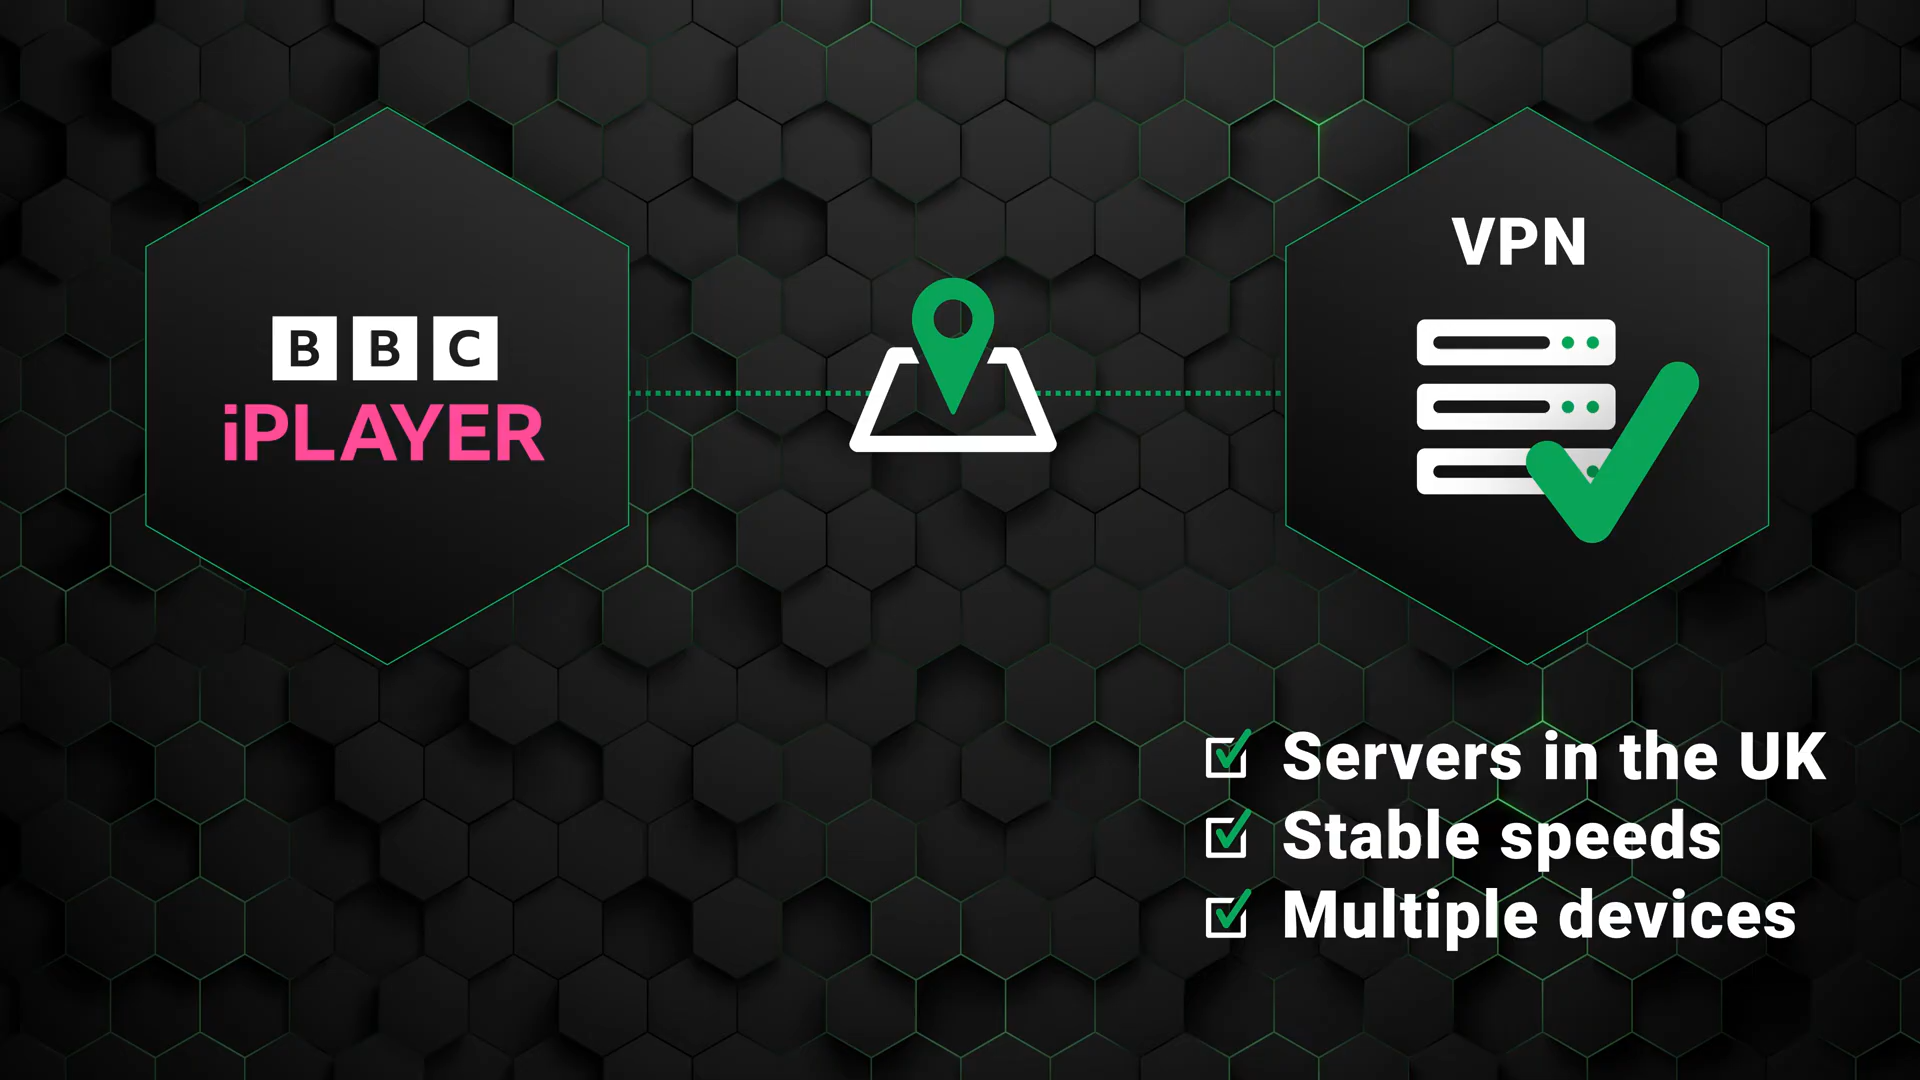 BBC
iPLAYER
VPN
Servers in the UK
Stable speeds
Multiple devices